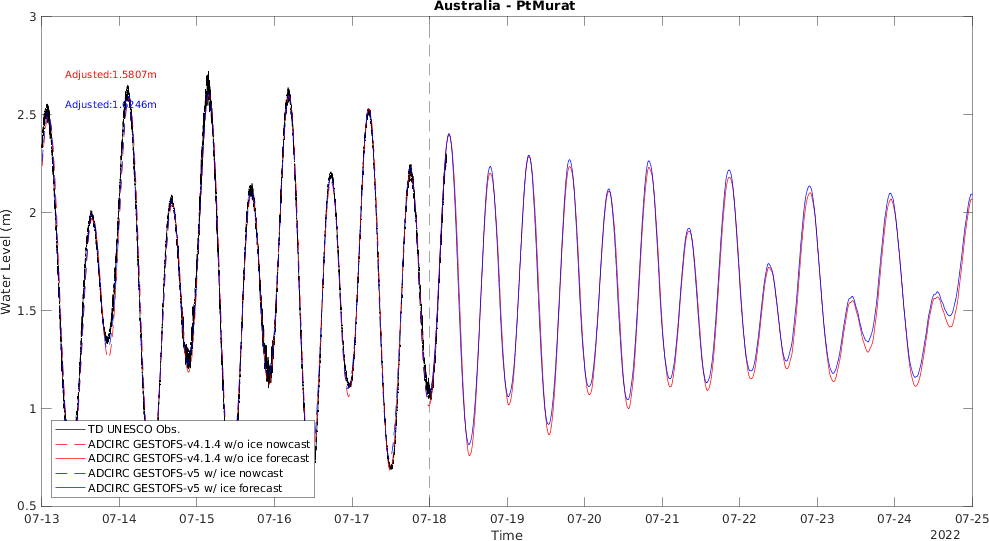 Australia - PtMurat
3
2.5
2
1.5
1
0.5
Water Level (m)
Adjusted:1.5807m
TD UNESCO Obs.
ADCIRC GESTOFS-v4.1.4 w/o ice nowcast
ADCIRC GESTOFS-v4.1.4 w/o ice forecast
ADCIRC GESTOFS-v5 w/ ice nowcast
ADCIRC GESTOFS-v5 w/ ice forecast
07-13 07-14 07-15 07-16 07-17 07-18 07-19 07-20 07-21 07-22 07-23 07-24 07-25
Time
2022